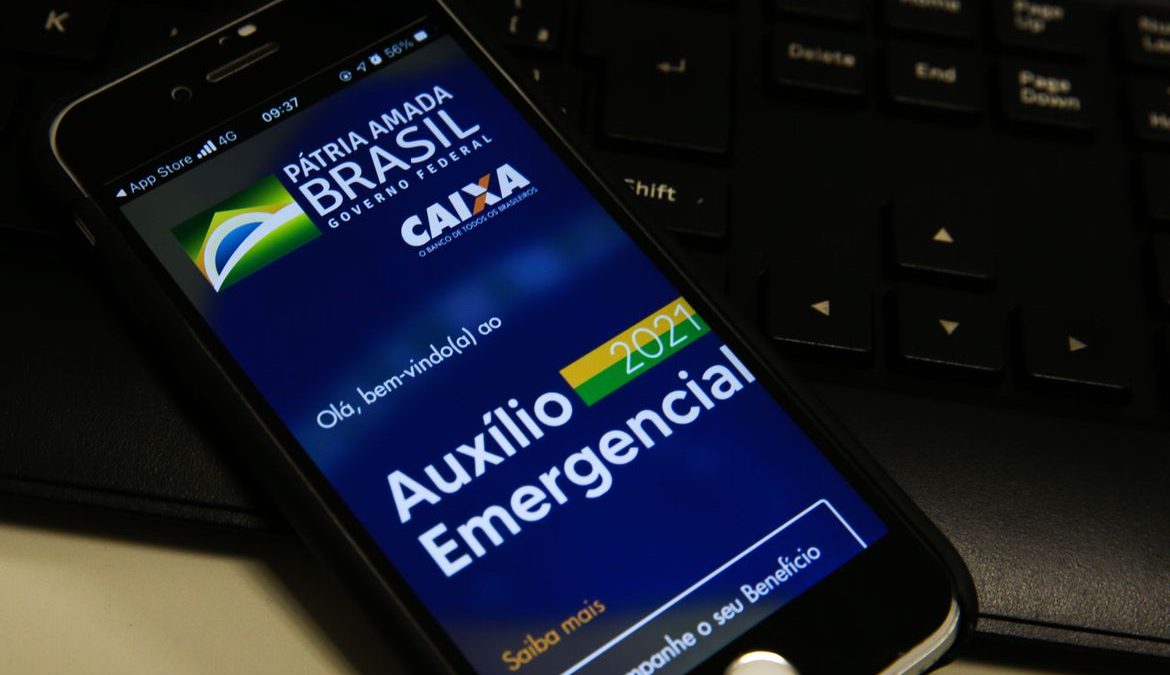 App Store 4G 09:37 56%
PÁTRIA AMADA
BRASIL
GOVERNO FEDERAL
CAIXA
O BANCO DE TODOS OS BRASILEIROS
Olá, bem-vindo(a) ao
2021
Auxílio
Emergencial
Saiba mais
o seu Benefício
K
Delete
End
Page
Up
Page
Down
Home
Shift